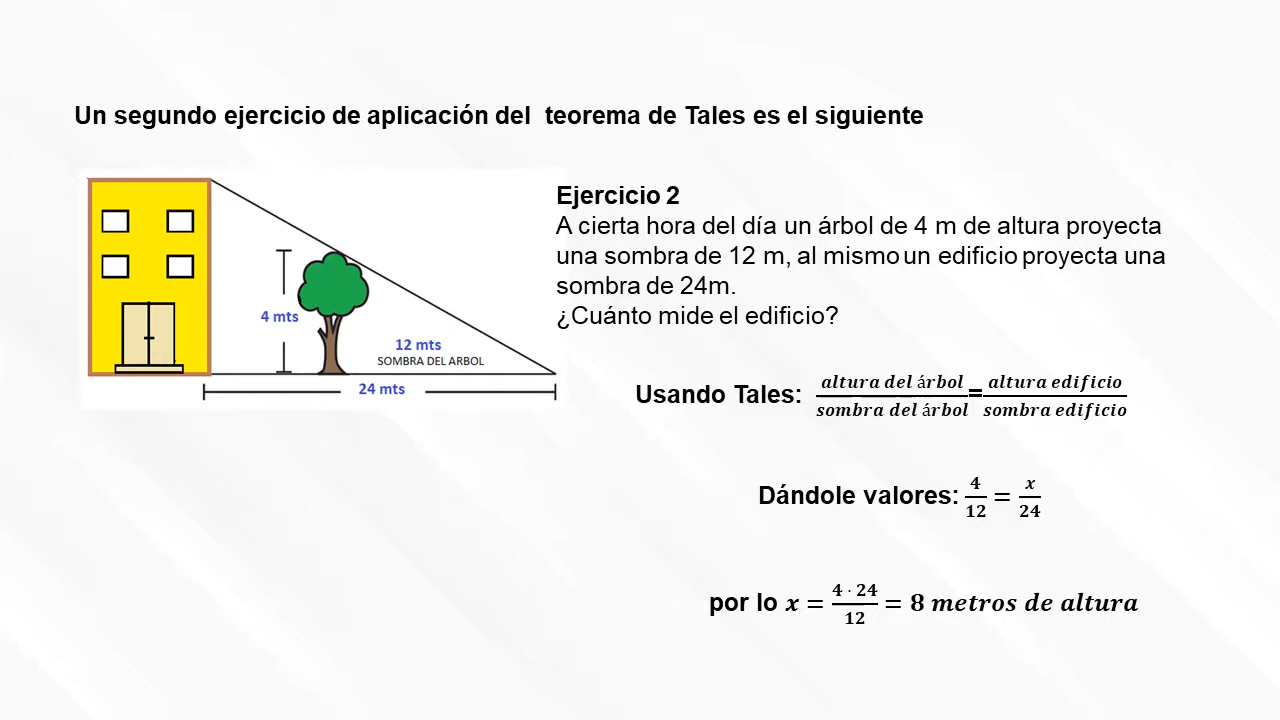 Un segundo ejercicio de aplicación del teorema de Tales es el siguiente
4 mts
12 mts
SOMBRA DEL ARBOL
24 mts
Ejercicio 2
A cierta hora del día un árbol de 4 m de altura proyecta
una sombra de 12 m, al mismo un edificio proyecta una
sombra de 24m.
¿Cuánto mide el edificio?
Usando Tales: altura del árbol/sombra del árbol=altura edificio/sombra edificio
Dándole valores: 4/12 = x/24
por lo x = 4 · 24/12 = 8 metros de altura